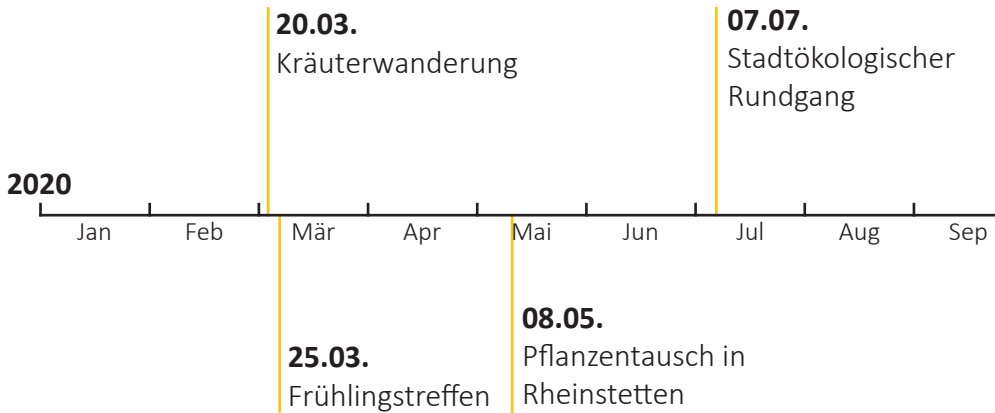 20.03.
Kräuterwanderung
07.07.
Stadtökologischer
Rundgang
2020
Jan Feb Mär Apr Mai Jun Jul Aug Sep
25.03.
Frühlingstreffen
08.05.
Pflanzentausch in
Rheinstetten